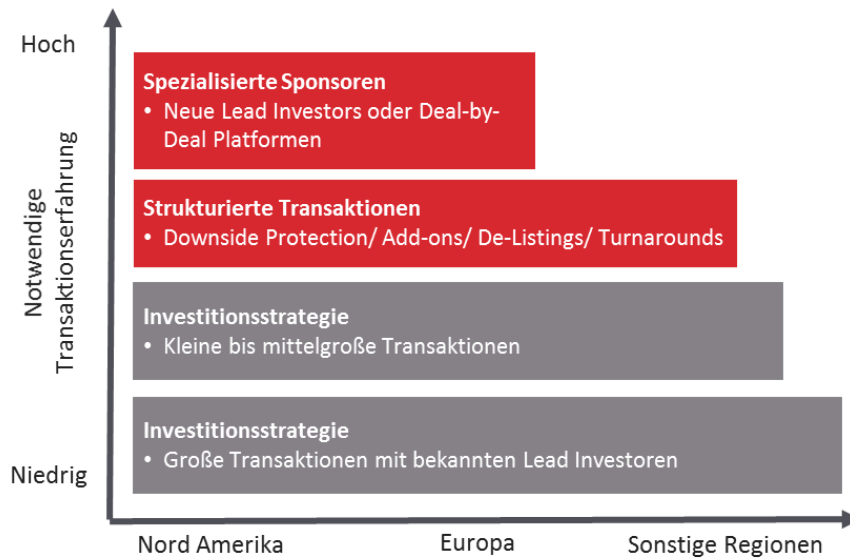 Hoch
Notwendige
Transaktionserfahrung
Niedrig
Spezialisierte Sponsoren
• Neue Lead Investors oder Deal-by-
Deal Platformen
Strukturierte Transaktionen
• Downside Protection/ Add-ons/ De-Listings/ Turnarounds
Investitionsstrategie
• Kleine bis mittelgroße Transaktionen
Investitionsstrategie
• Große Transaktionen mit bekannten Lead Investoren
Nord Amerika Europa Sonstige Regionen